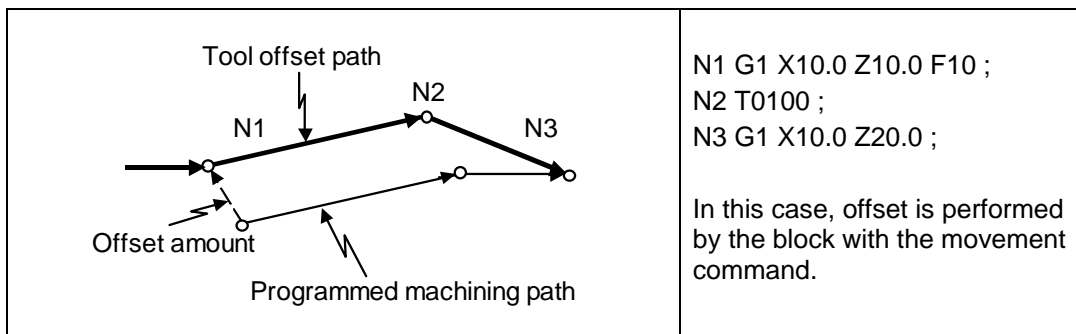 Tool offset path
N2
N1
N3
Offset amount
Programmed machining path
N1 G1 X10.0 Z10.0 F10 ;
N2 T0100 ;
N3 G1 X10.0 Z20.0 ;
In this case, offset is performed
by the block with the movement
command.